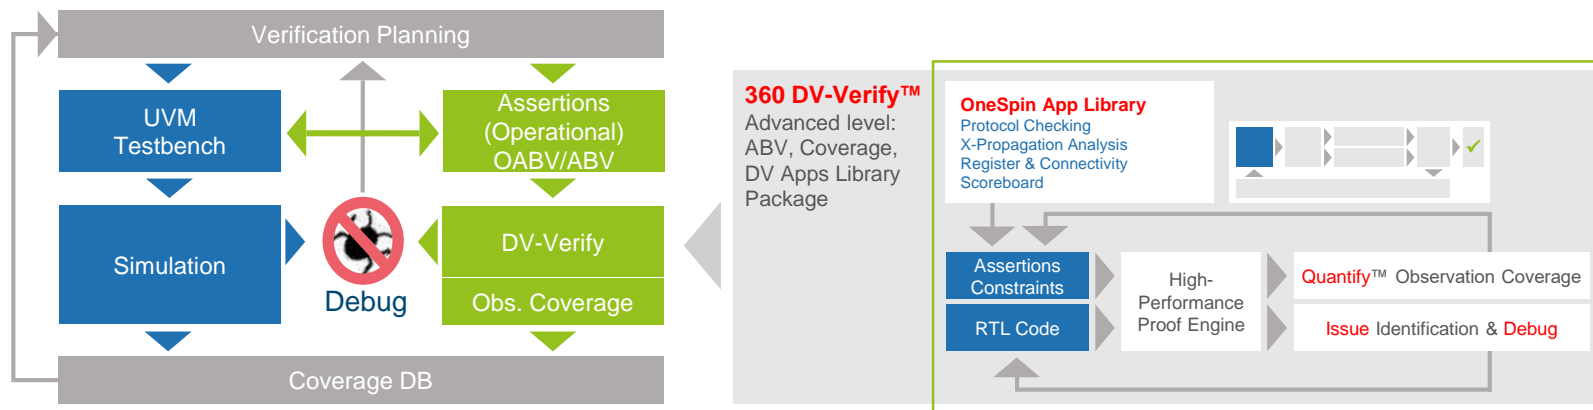 Verification Planning
UVM
Testbench
Assertions
(Operational)
OABV/ABV
Simulation
Debug
DV-Verify
Obs. Coverage
Coverage DB
360 DV-Verify™
Advanced level:
ABV, Coverage,
DV Apps Library
Package
OneSpin App Library
Protocol Checking
X-Propagation Analysis
Register & Connectivity
Scoreboard
Assertions
Constraints
RTL Code
High-
Performance
Proof Engine
Quantify™ Observation Coverage
Issue Identification & Debug